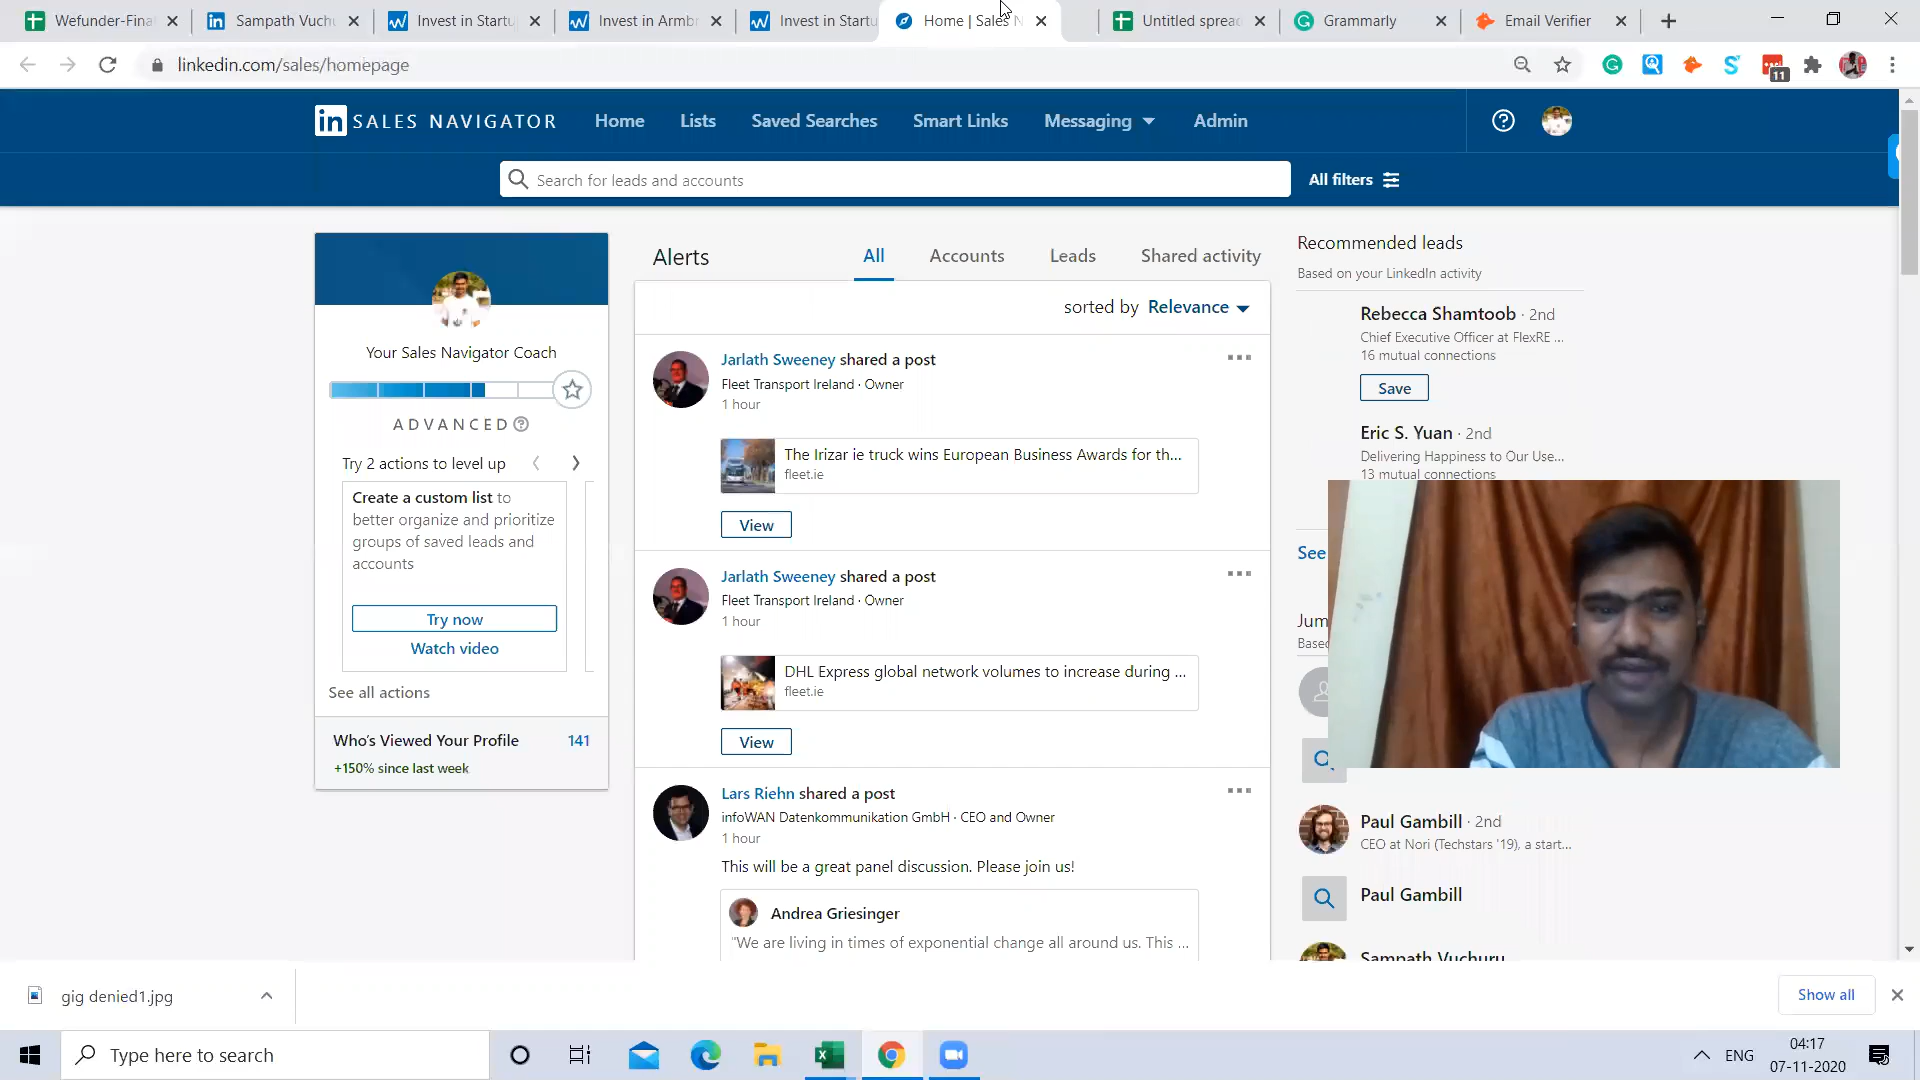 Wefunder-Fina
Sampath Vuchu
Invest in Startu
Invest in Armbr
Invest in Startu
Home | Sales N
Untitled sprea
Grammarly
Email Verifier
linkedin.com/sales/homepage
11
in SALES NAVIGATOR
Home
Lists
Saved Searches
Smart Links
Messaging
Admin
Search for leads and accounts
All filters
Your Sales Navigator Coach
ADVANCED
Try 2 actions to level up
Create a custom list to
better organize and prioritize
groups of saved leads and
accounts
Try now
Watch video
See all actions
Who's Viewed Your Profile 141
+150% since last week
Alerts
All
Accounts
Leads
Shared activity
sorted by Relevance
Jarlath Sweeney shared a post
Fleet Transport Ireland · Owner
1 hour
The Irizar ie truck wins European Business Awards for th...
fleet.ie
View
Jarlath Sweeney shared a post
Fleet Transport Ireland · Owner
1 hour
DHL Express global network volumes to increase during ...
fleet.ie
View
Lars Riehn shared a post
infoWAN Datenkommunikation GmbH · CEO and Owner
1 hour
This will be a great panel discussion. Please join us!
Andrea Griesinger
"We are living in times of exponential change all around us. This ...
Recommended leads
Based on your LinkedIn activity
Rebecca Shamtoob · 2nd
Chief Executive Officer at FlexRE ...
16 mutual connections
Save
Eric S. Yuan · 2nd
Delivering Happiness to Our Use...
13 mutual connections
See
Jum
Base
Paul Gambill · 2nd
CEO at Nori (Techstars '19), a start...
Paul Gambill
Sampath Vuchuru
gig denied1.jpg
Show all
Type here to search
ENG
04:17
07-11-2020